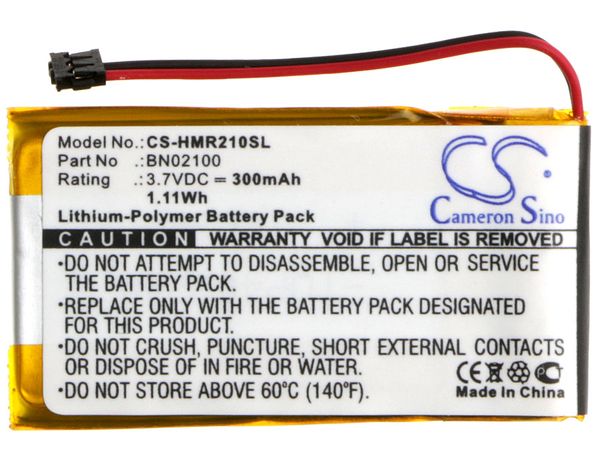 Model No.: CS-HMR210SL
Part No : BN02100
Rating : 3.7VDC ⎓ 300mAh
1.11Wh
Lithium-Polymer Battery Pack
CS
Cameron Sino
CAUTION: WARRANTY VOID IF LABEL IS REMOVED
•DO NOT ATTEMPT TO DISASSEMBLE, OPEN OR SERVICE
THE BATTERY PACK.
•REPLACE ONLY WITH THE BATTERY PACK DESIGNATED
FOR THIS PRODUCT.
•DO NOT CRUSH, PUNCTURE, SHORT EXTERNAL CONTACTS
OR DISPOSE OF IN FIRE OR WATER.
•DO NOT STORE ABOVE 60°C (140°F).
CE
Made in China